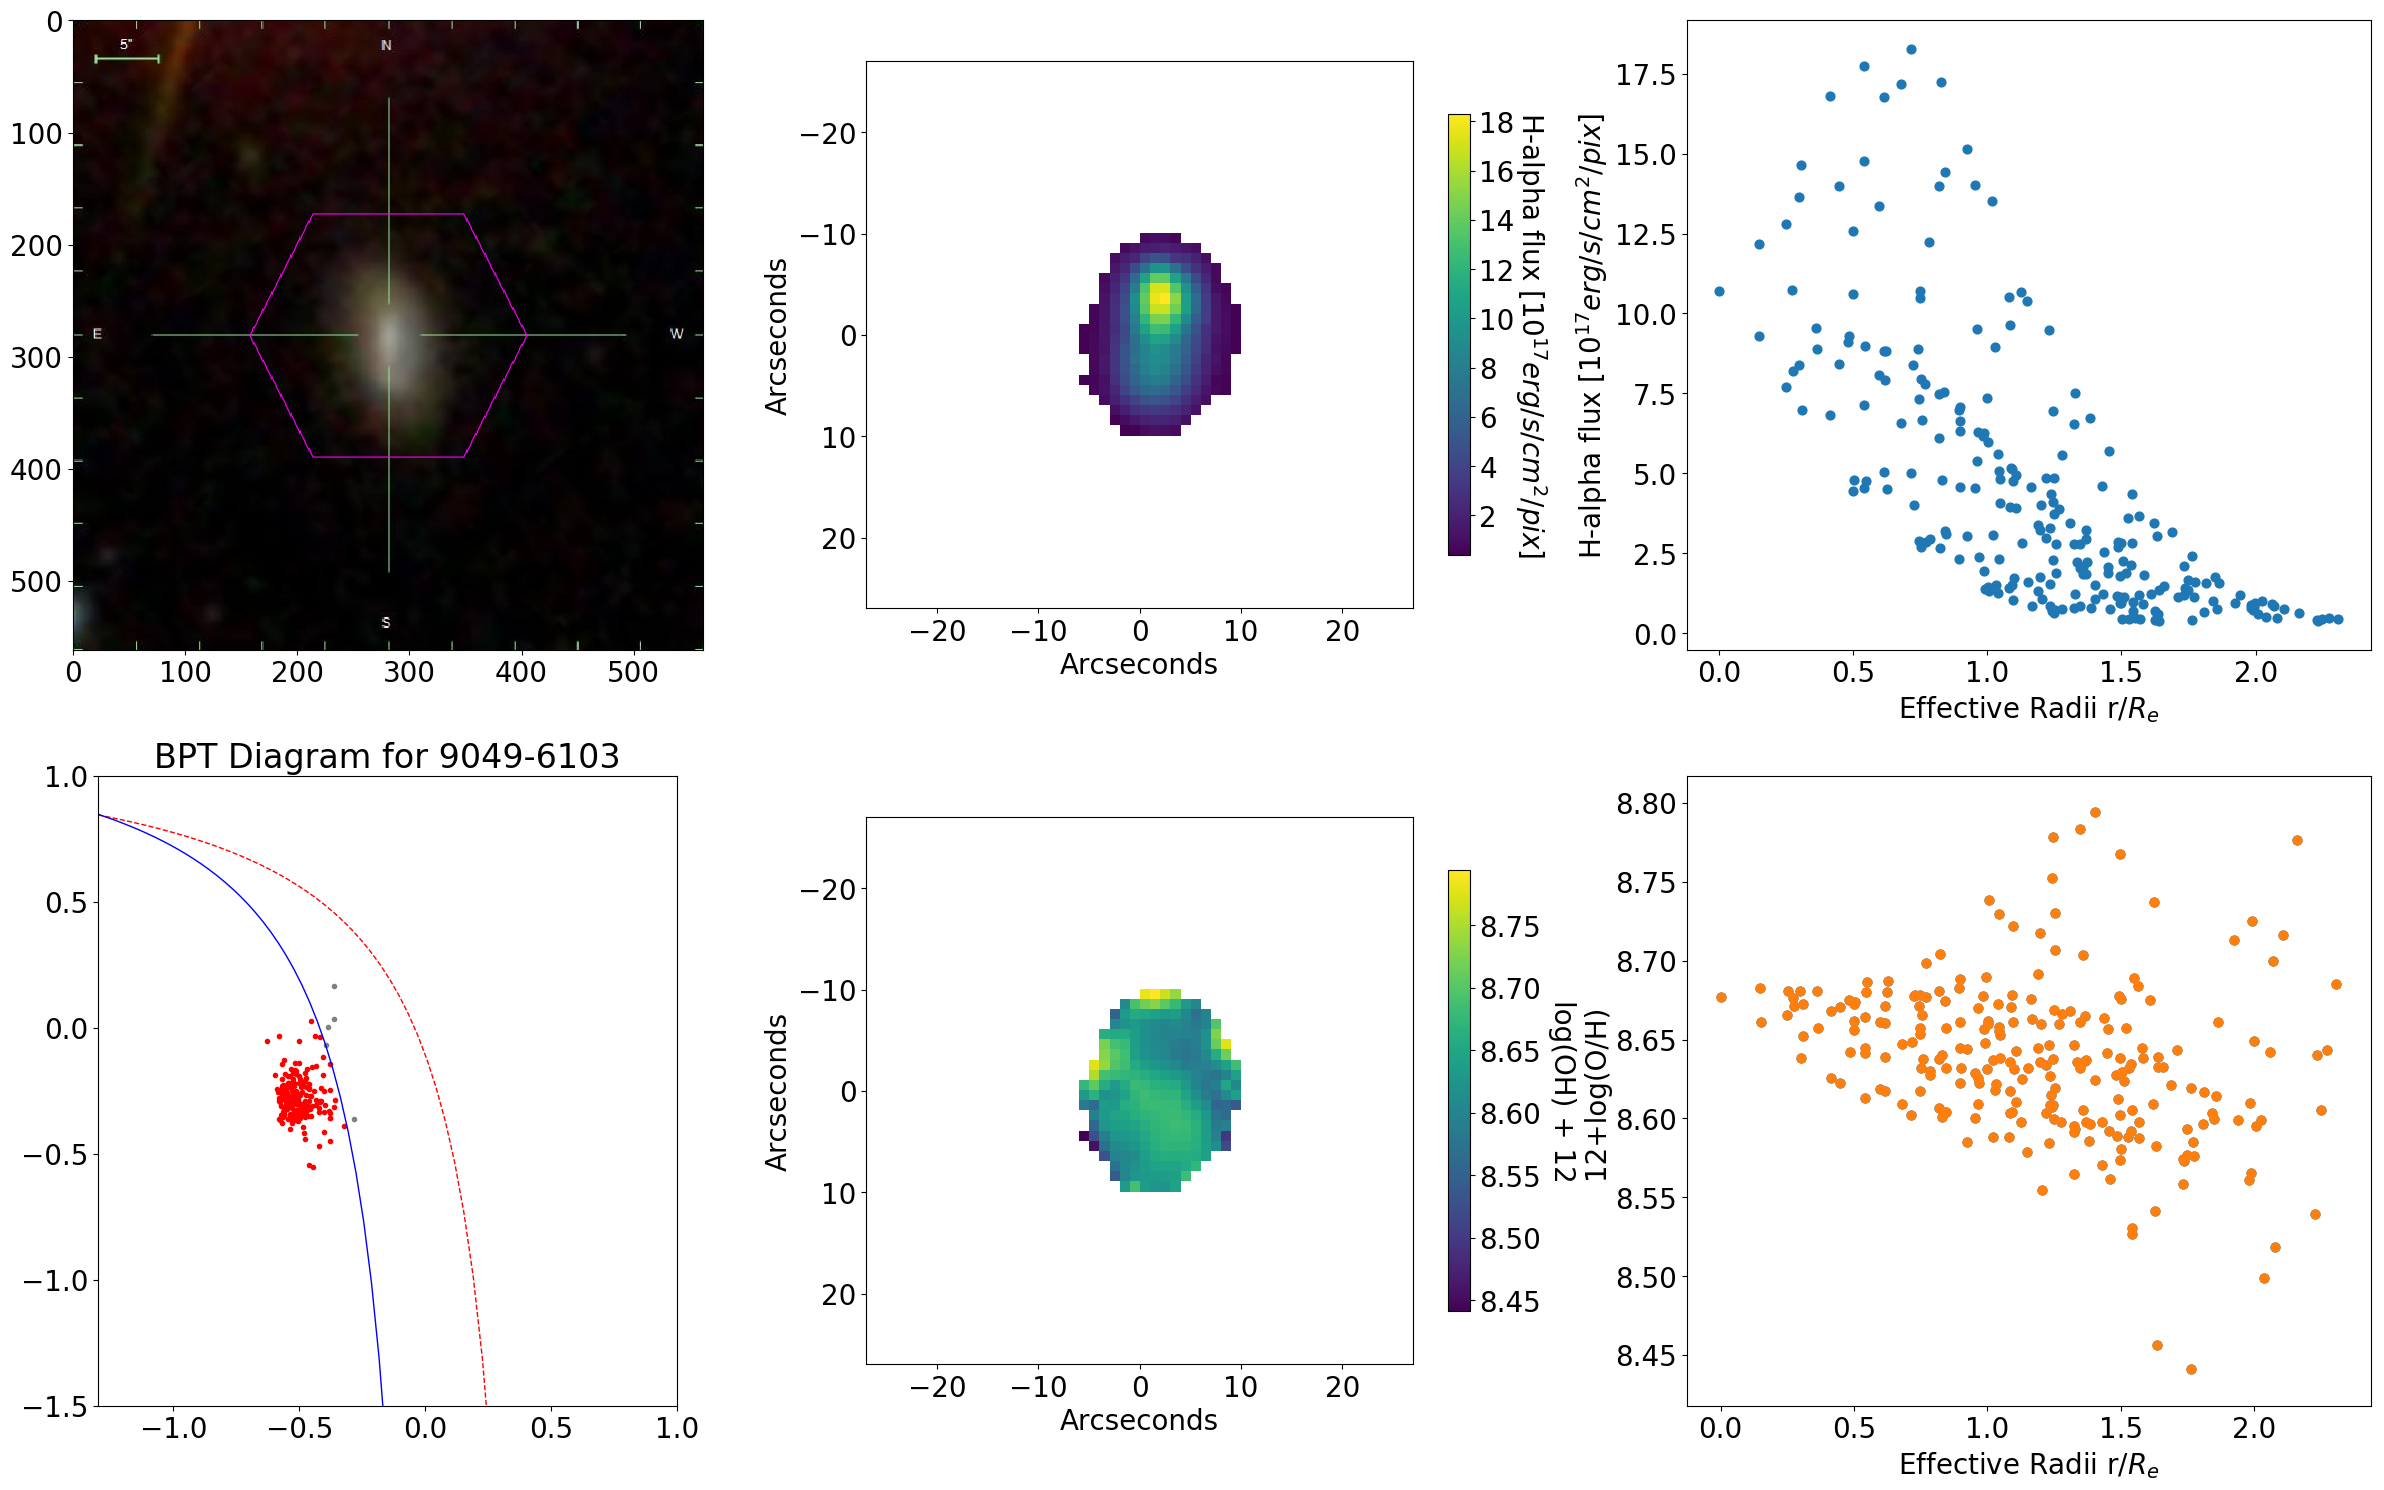 0
100
200
300
400
500
0 100 200 300 400 500
5"
N
E
W
S
Arcseconds
−20
−10
0
10
20
−20 −10 0 10 20
Arcseconds
18
16
14
12
10
8
6
4
2
H-alpha flux [10^17 erg/s/cm^2/pix]
H-alpha flux [10^17 erg/s/cm^2/pix]
17.5
15.0
12.5
10.0
7.5
5.0
2.5
0.0
0.0 0.5 1.0 1.5 2.0
Effective Radii r/R_e
BPT Diagram for 9049-6103
1.0
0.5
0.0
−0.5
−1.0
−1.5
−1.0 −0.5 0.0 0.5 1.0
Arcseconds
−20
−10
0
10
20
−20 −10 0 10 20
Arcseconds
8.75
8.70
8.65
8.60
8.55
8.50
8.45
12 + (HO)gol
12+log(O/H)
8.80
8.75
8.70
8.65
8.60
8.55
8.50
8.45
0.0 0.5 1.0 1.5 2.0
Effective Radii r/R_e